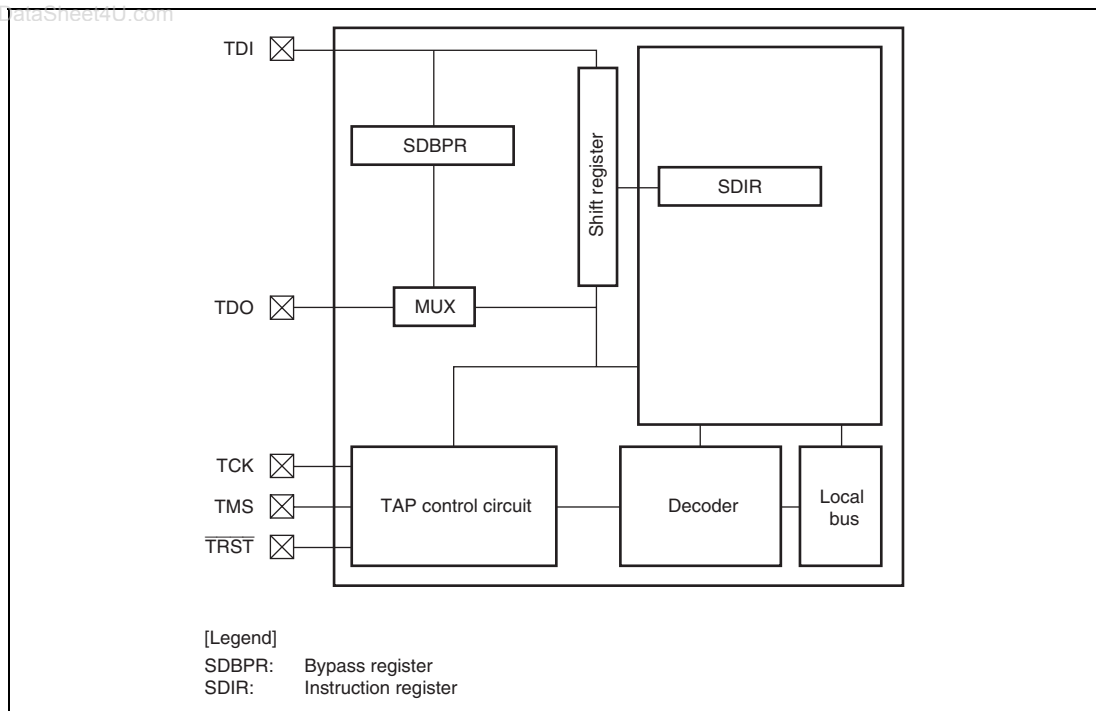 DataSheet4U.com
TDI
SDBPR
Shift register
SDIR
TDO
MUX
TCK
TMS
TRST
TAP control circuit
Decoder
Local
bus
[Legend]
SDBPR: Bypass register
SDIR: Instruction register